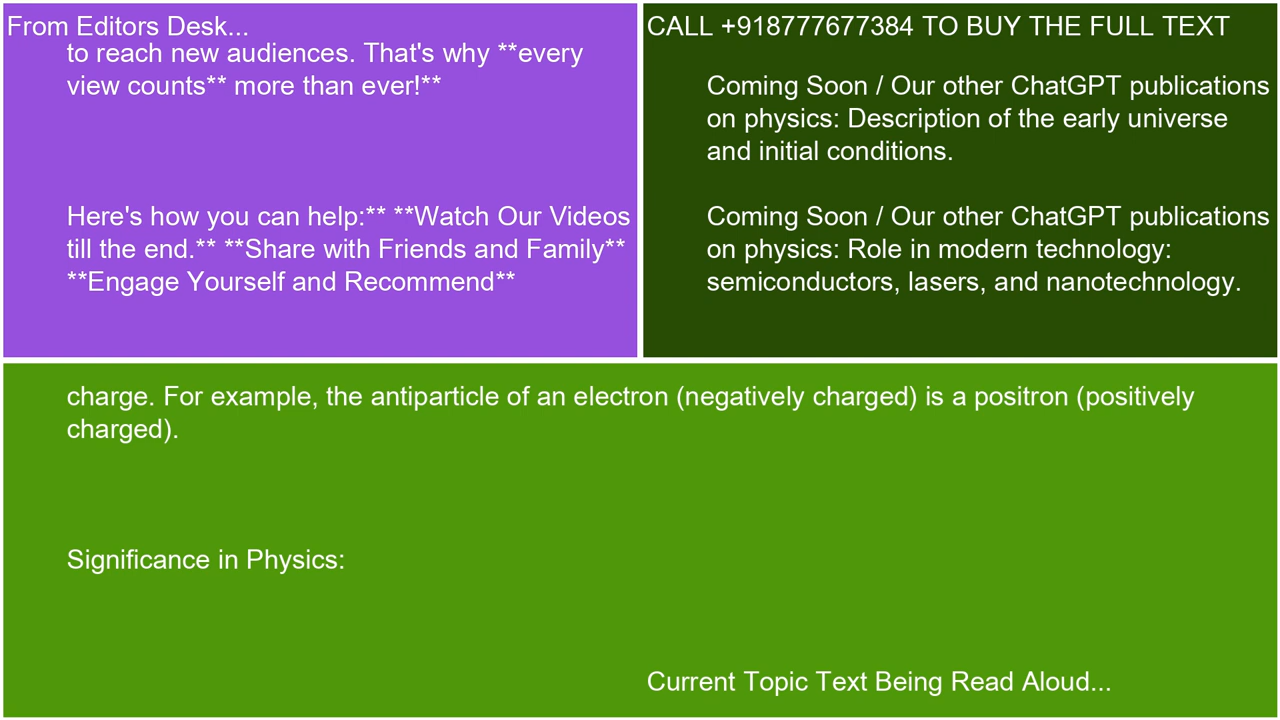 From Editors Desk...
to reach new audiences. That's why **every
view counts** more than ever!**
Here's how you can help:** **Watch Our Videos
till the end.** **Share with Friends and Family**
**Engage Yourself and Recommend**
CALL +918777677384 TO BUY THE FULL TEXT
Coming Soon / Our other ChatGPT publications
on physics: Description of the early universe
and initial conditions.
Coming Soon / Our other ChatGPT publications
on physics: Role in modern technology:
semiconductors, lasers, and nanotechnology.
charge. For example, the antiparticle of an electron (negatively charged) is a positron (positively
charged).
Significance in Physics:
Current Topic Text Being Read Aloud...